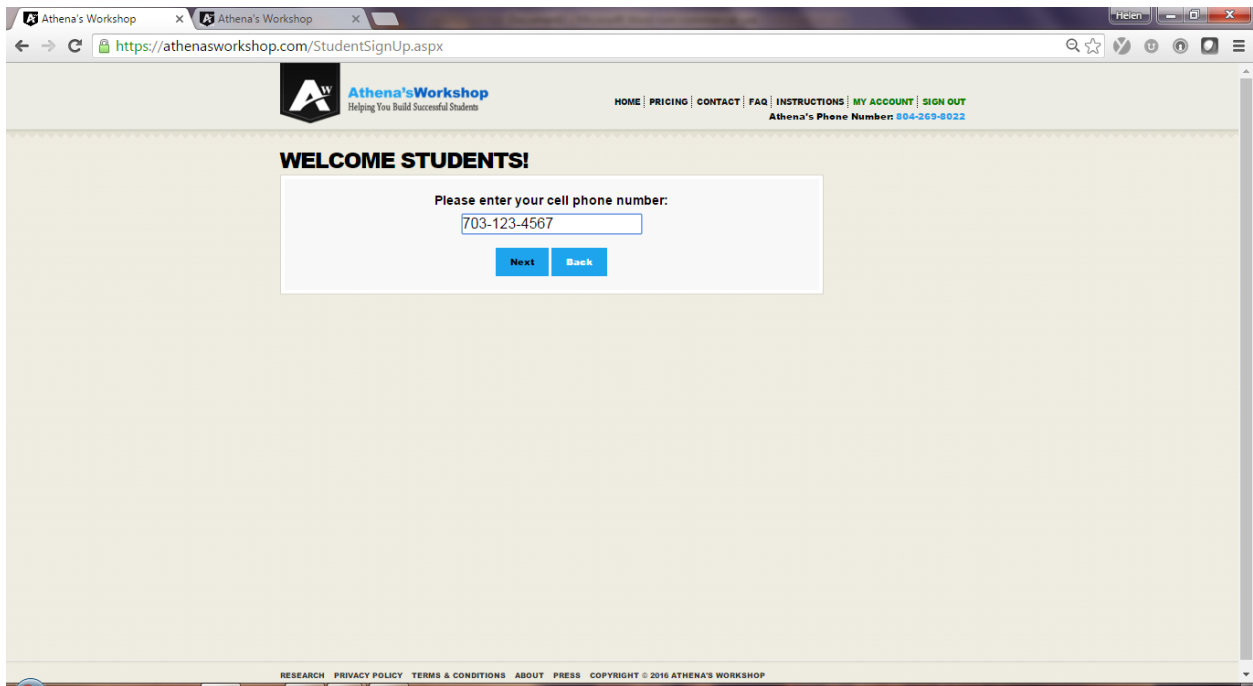 Athena's Workshop
Athena's Workshop
Helen
https://athenasworkshop.com/StudentSignUp.aspx
AW
Athena'sWorkshop
Helping You Build Successful Students
HOME PRICING CONTACT FAQ INSTRUCTIONS MY ACCOUNT SIGN OUT
Athena's Phone Number: 804-269-8022
WELCOME STUDENTS!
Please enter your cell phone number:
703-123-4567
Next Back
RESEARCH PRIVACY POLICY TERMS & CONDITIONS ABOUT PRESS COPYRIGHT © 2016 ATHENA'S WORKSHOP